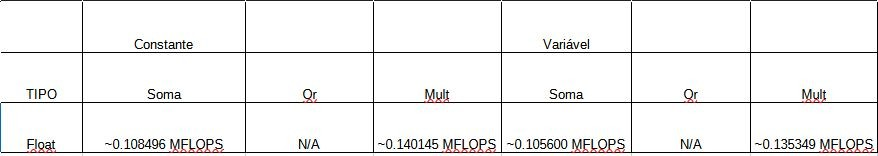 Constante Variável
TIPO Soma Or Mult Soma Or Mult
Float ~0.108496 MFLOPS N/A ~0.140145 MFLOPS ~0.105600 MFLOPS N/A ~0.135349 MFLOPS